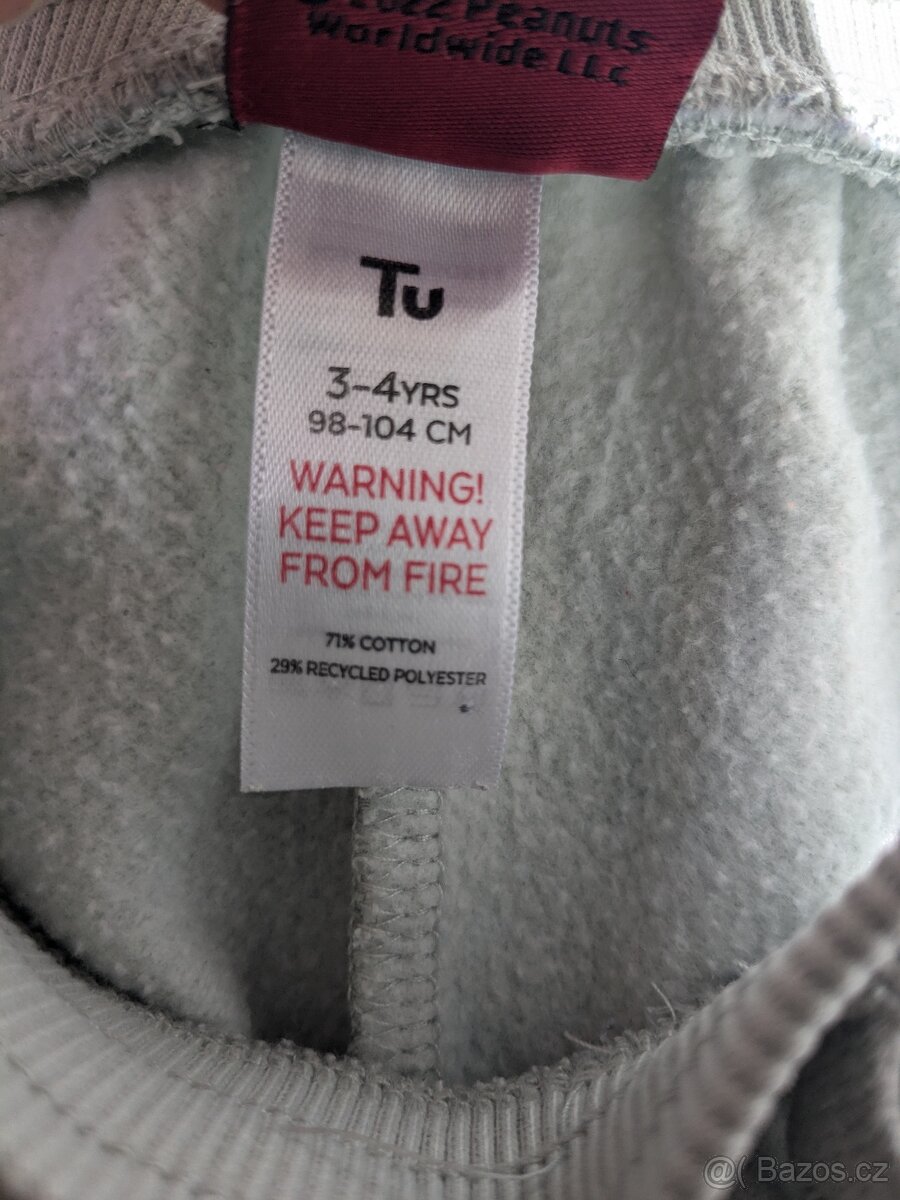 2022 Peanuts
Worldwide LLC
Tu
3-4YRS
98-104 CM
WARNING!
KEEP AWAY
FROM FIRE
71% COTTON
29% RECYCLED POLYESTER
@( Bazos.cz